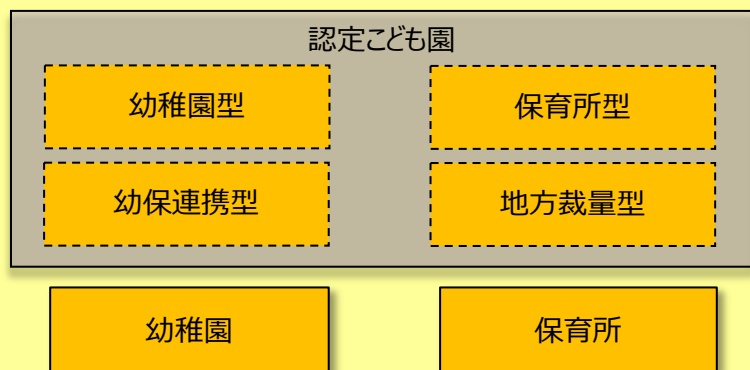 認定こども園
幼稚園型
保育所型
幼保連携型
地方裁量型
幼稚園
保育所